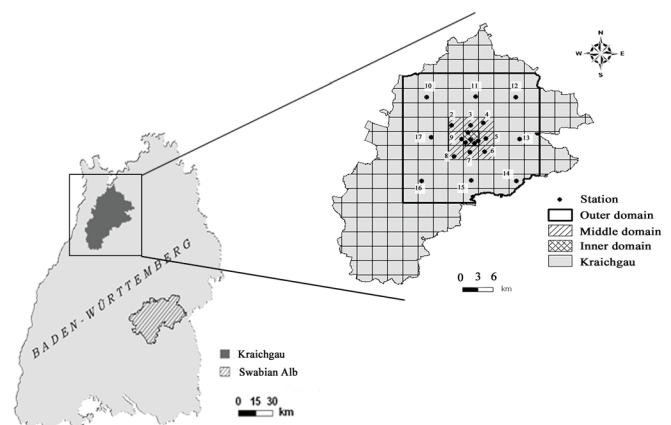 N
W E
S
10 11 12
2 3 4
17 9 5 13
8 7 6
16 15 14
Station
Outer domain
Middle domain
Inner domain
Kraichgau
0 3 6
km
BADEN-WÜRTTEMBERG
Kraichgau
Swabian Alb
0 15 30
km